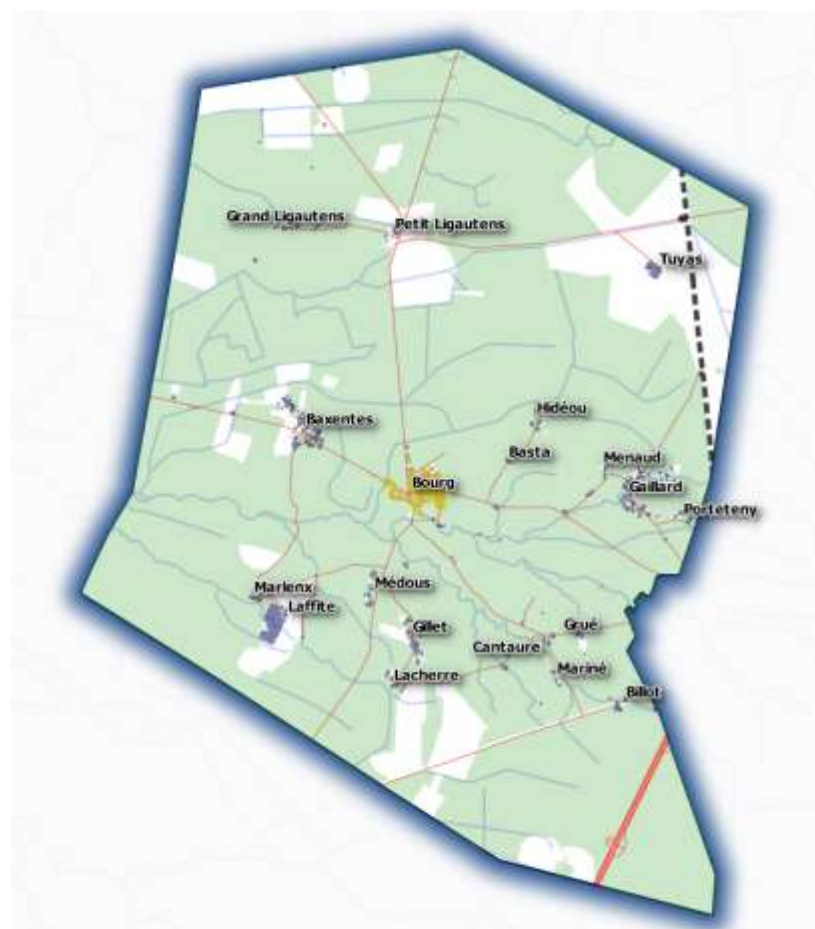 Grand Ligautens
Petit Ligautens
Tuyas
Hidéou
Baxentes
Basta
Menaud
Bourg
Gaillard
Porteteny
Médous
Marlenx
Laffite
Gillet
Grué
Cantaure
Mariné
Lacherre
Billot